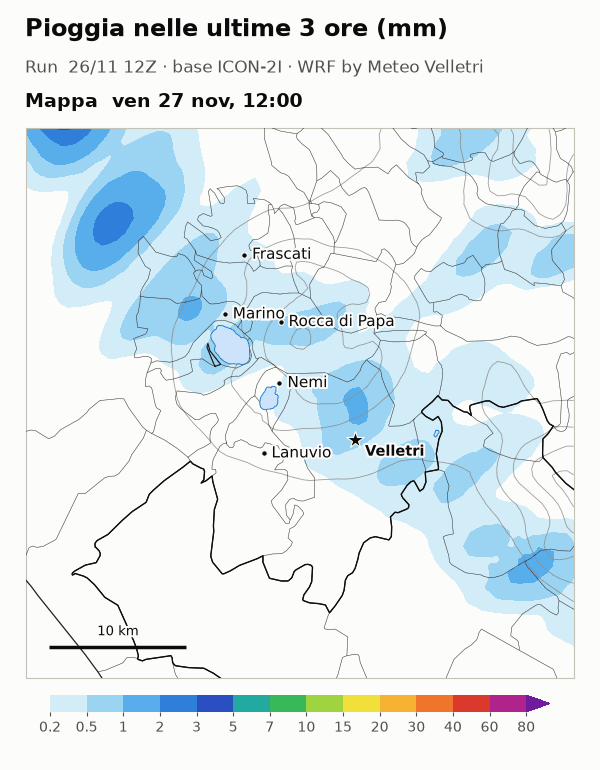 Pioggia nelle ultime 3 ore (mm)
Run  26/11 12Z · base ICON-2I · WRF by Meteo Velletri
Mappa  ven 27 nov, 12:00
Frascati
Marino
Rocca di Papa
Nemi
Velletri
Lanuvio
10 km
0.2 0.5 1 2 3 5 7 10 15 20 30 40 60 80